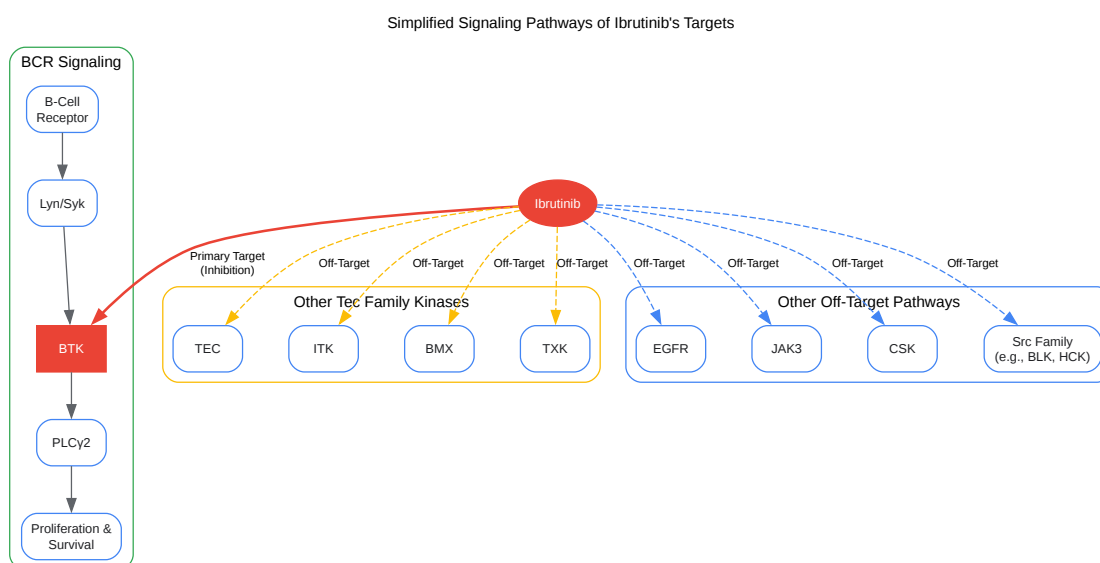 Simplified Signaling Pathways of Ibrutinib's Targets
BCR Signaling
B-Cell
Receptor
Lyn/Syk
Ibrutinib
Primary Target
(Inhibition)
Off-Target
Off-Target
Off-Target
Off-Target
Off-Target
Off-Target
Off-Target
Off-Target
Other Tec Family Kinases
Other Off-Target Pathways
BTK
TEC
ITK
BMX
TXK
EGFR
JAK3
CSK
Src Family
(e.g., BLK, HCK)
PLCγ2
Proliferation &
Survival